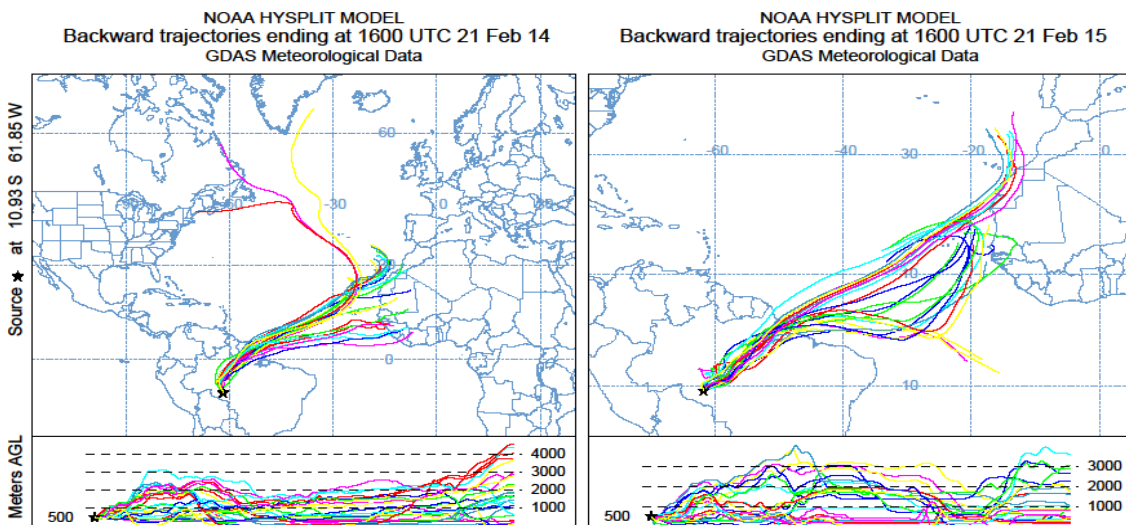 NOAA HYSPLIT MODEL
Backward trajectories ending at 1600 UTC 21 Feb 14
GDAS Meteorological Data
Source ★ at 10.93 S 61.85 W
60
-30
0
30
0
Meters AGL
500
4000
3000
2000
1000
NOAA HYSPLIT MODEL
Backward trajectories ending at 1600 UTC 21 Feb 15
GDAS Meteorological Data
-60
-40
30
-20
0
10
500
3000
2000
1000